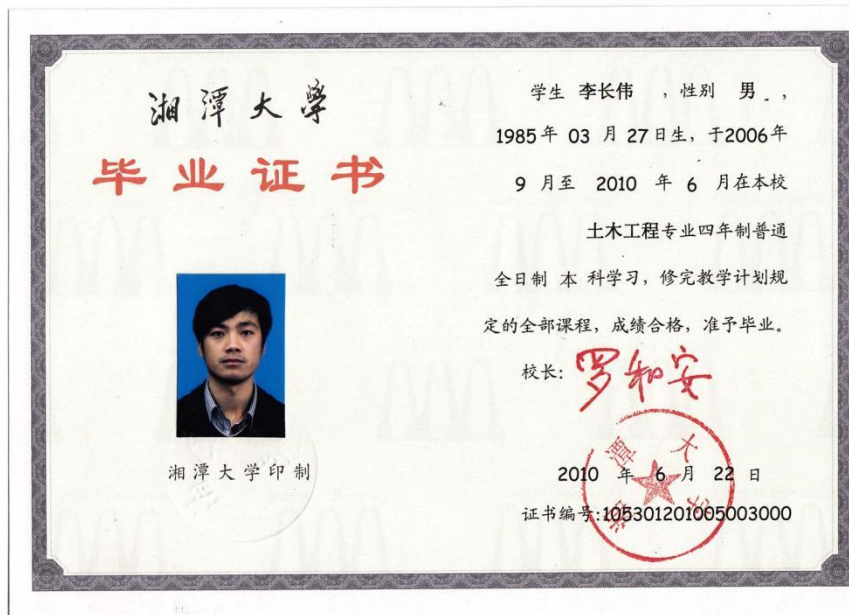 湘潭大学
毕业证书
湘潭大学印制
学生 李长伟 ，性别 男 ，
1985年 03 月 27日生，于2006年
9 月至 2010 年 6 月在本校
土木工程专业四年制普通
全日制 本 科学习，修完教学计划规
定的全部课程，成绩合格，准予毕业。
校长：罗和安
湘潭大学
2010 年 6 月 22 日
证书编号:105301201005003000